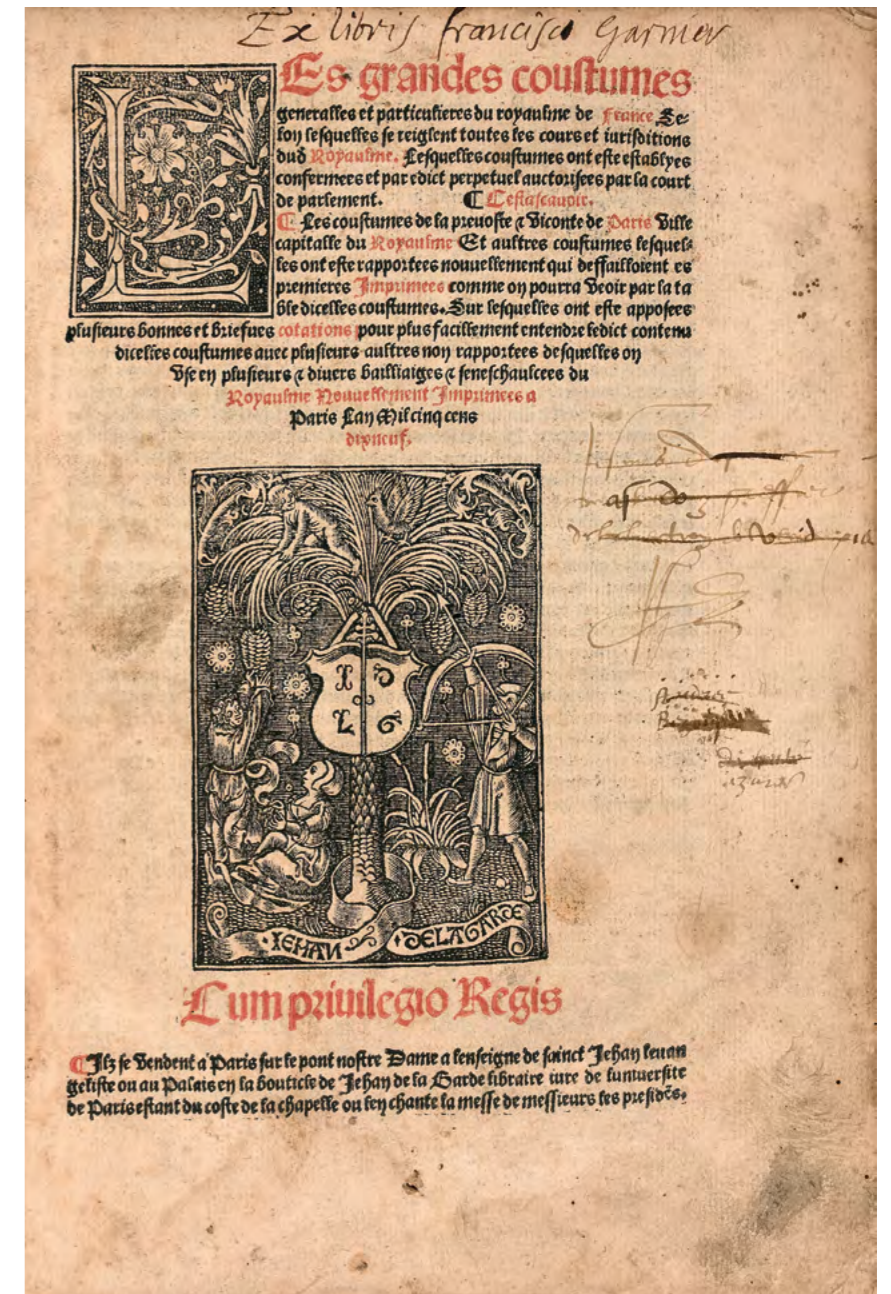 Ex libris francisci Garnier
LEs grandes coustumes
generalles et particulieres du royaulme de France Se-
lon lesquelles se reiglent toutes les cours et iurisditions
dud Royaulme. Lesquelles coustumes ont este establyes
confermees et par edict perpetuel auctorisees par la court
de parlement. ¶ Cestascauoir.
¶ Les coustumes de la preuoste & viconte de Paris ville
capitalle du Royaulme Et aultres coustumes lesquel-
les ont este rapportees nouuellement qui deffailloient es
premieres Imprimees comme on pourra veoir par la ta
ble dicelles coustumes. Sur lesquelles ont este apposees
plusieurs bonnes et briefues cotations pour plus facillement entendre ledict contenu
dicelles coustumes auec plusieurs aultres non rapportees desquelles on
vse en plusieurs & diuers bailliaiges & seneschaulcees du
Royaulme Nouuellement Imprimees a
Paris Lan Mil cinq cens
dixneuf.
I D
L G
IEHAN DELAGARDE
Cum priuilegio Regis
¶ Ilz se vendent a Paris sur le pont nostre Dame a lenseigne de sainct Jehan leuan
geliste ou au Palais en la bouticle de Jehan de la Garde libraire iure de luniuersite
de Paris estant du coste de la chapelle ou len chante la messe de messieurs les presidẽs.